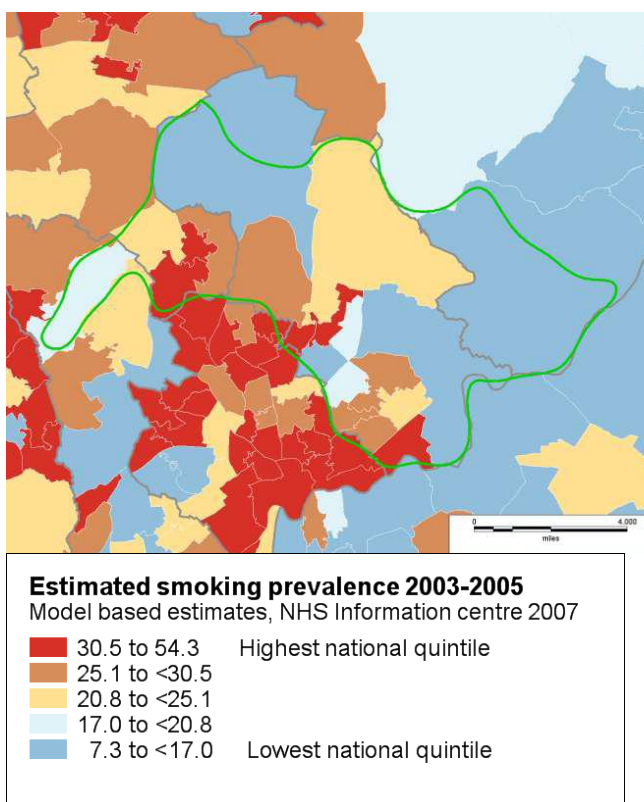 0 4.000
miles
Estimated smoking prevalence 2003-2005
Model based estimates, NHS Information centre 2007
30.5 to 54.3 Highest national quintile
25.1 to <30.5
20.8 to <25.1
17.0 to <20.8
7.3 to <17.0 Lowest national quintile